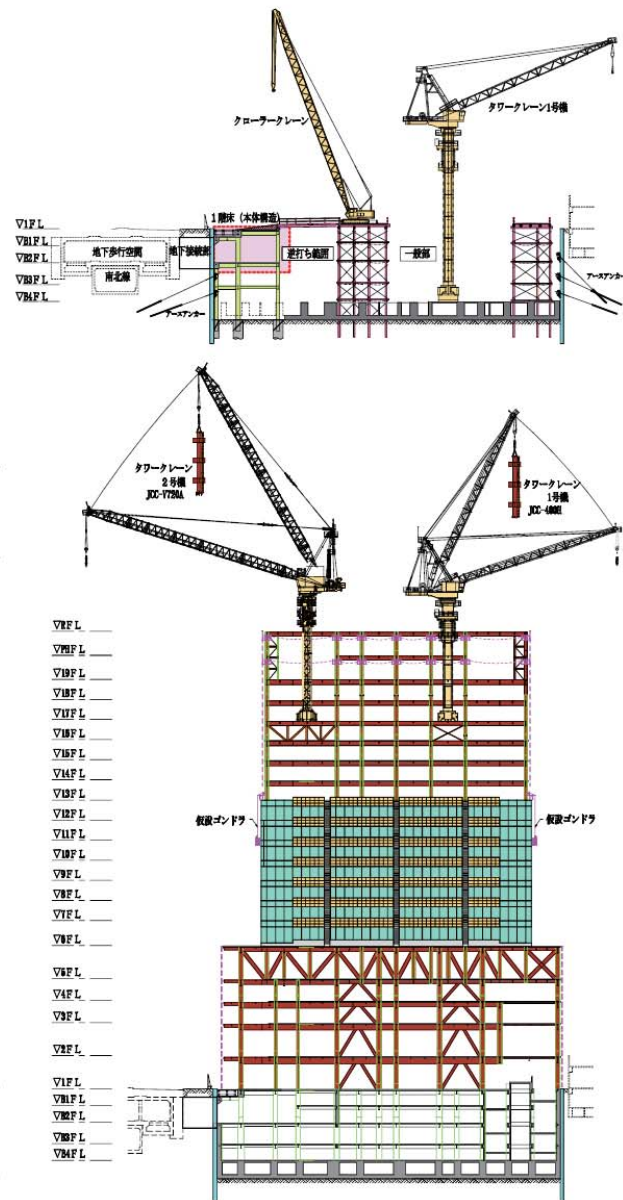 クローラークレーン
タワークレーン1号機
1階床（本体構造）
▽1FL
▽B1FL
▽B2FL
▽B3FL
▽B4FL
地下歩行空間
南北線
地下接続部
逆打ち範囲
一般部
アースアンカー
アースアンカー
タワークレーン
2号機
JCC-V720A
タワークレーン
1号機
JCC-400H
▽RFL
▽PHFL
▽19FL
▽18FL
▽17FL
▽16FL
▽15FL
▽14FL
▽13FL
▽12FL
▽11FL
▽10FL
▽9FL
▽8FL
▽7FL
▽6FL
▽5FL
▽4FL
▽3FL
▽2FL
▽1FL
▽B1FL
▽B2FL
▽B3FL
▽B4FL
仮設ゴンドラ
仮設ゴンドラ